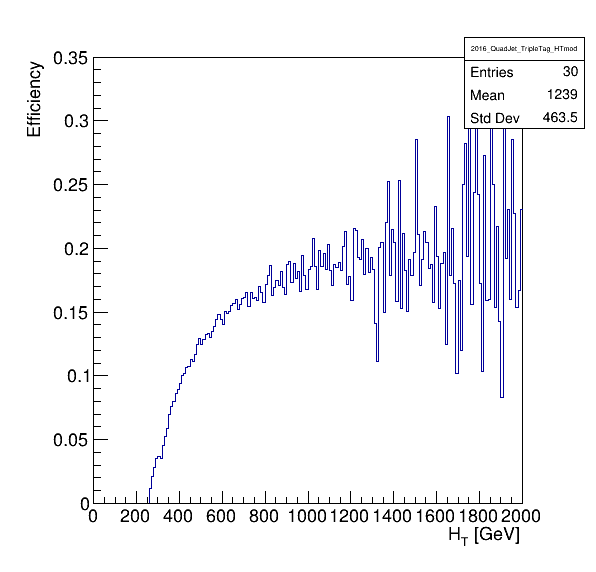 2016_QuadJet_TripleTag_HTmod
Entries 30
Mean 1239
Std Dev 463.5
Efficiency
0.35
0.3
0.25
0.2
0.15
0.1
0.05
0
0 200 400 600 800 1000 1200 1400 1600 1800 2000
H_T [GeV]